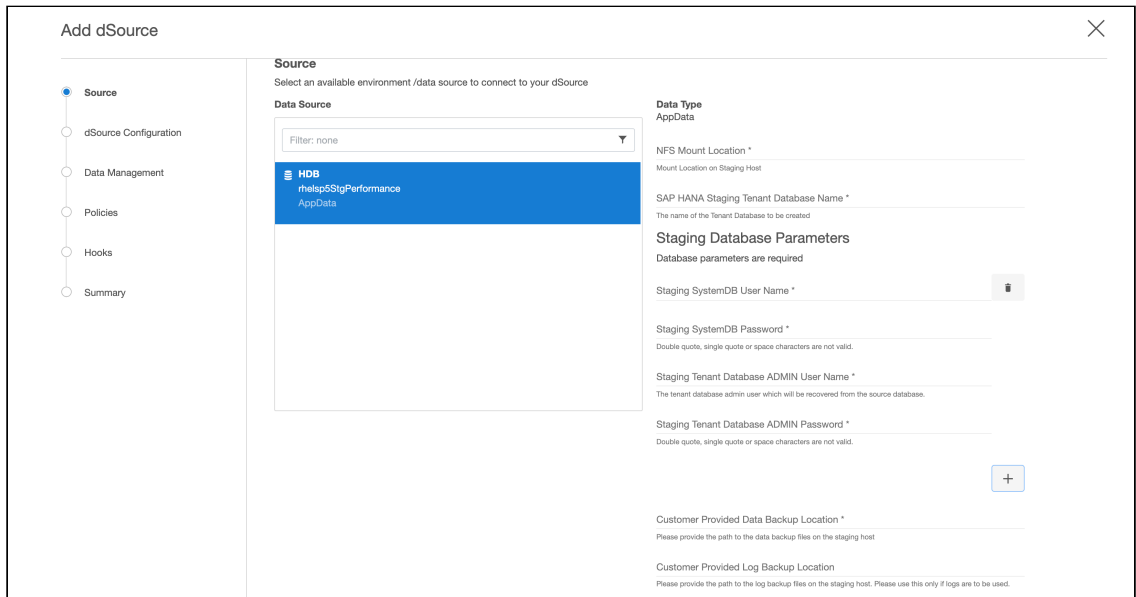 Add dSource
Source
dSource Configuration
Data Management
Policies
Hooks
Summary
Source
Select an available environment /data source to connect to your dSource
Data Source
Filter: none
HDB
rhelsp5StgPerformance
AppData
Data Type
AppData
NFS Mount Location *
Mount Location on Staging Host
SAP HANA Staging Tenant Database Name *
The name of the Tenant Database to be created
Staging Database Parameters
Database parameters are required
Staging SystemDB User Name *
Staging SystemDB Password *
Double quote, single quote or space characters are not valid.
Staging Tenant Database ADMIN User Name *
The tenant database admin user which will be recovered from the source database.
Staging Tenant Database ADMIN Password *
Double quote, single quote or space characters are not valid.
Customer Provided Data Backup Location *
Please provide the path to the data backup files on the staging host
Customer Provided Log Backup Location
Please provide the path to the log backup files on the staging host. Please use this only if logs are to be used.